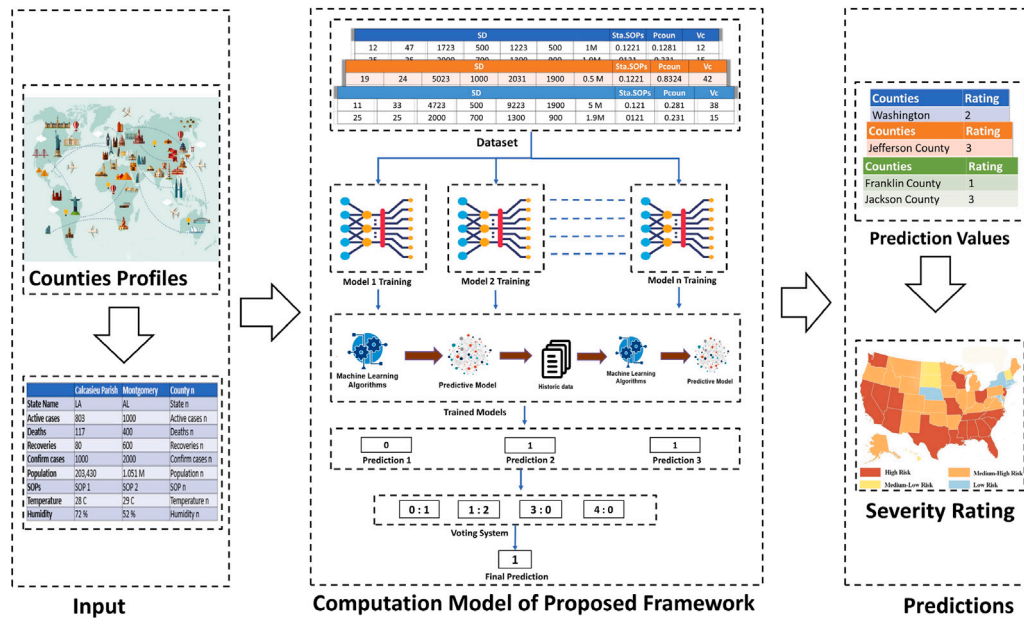 Counties Profiles
Calcasieu Parish Montgomery County n
State Name LA AL State n
Active cases 803 1000 Active cases n
Deaths 117 400 Deaths n
Recoveries 80 600 Recoveries n
Confirm cases 1000 2000 Confirm cases n
Population 203,430 1.051 M Population n
SOPs SOP 1 SOP 2 SOP n
Temperature 28 C 29 C Temperature n
Humidity 72 % 52 % Humidity n
Input
SD Sta.SOPs Pcoun Vc
12 47 1723 500 1223 500 1M 0.1221 0.1281 12
SD Sta.SOPs Pcoun Vc
19 24 5023 1000 2031 1900 0.5 M 0.1221 0.8324 42
SD Sta.SOPs Pcoun Vc
11 33 4723 500 9223 1900 5 M 0.121 0.281 38
25 25 2000 700 1300 900 1.9M 0121 0.231 15
Dataset
Model 1 Training Model 2 Training Model n Training
Machine Learning
Algorithms
Predictive Model
Historic data
Machine Learning
Algorithms
Predictive Model
Trained Models
0 1 1
Prediction 1 Prediction 2 Prediction 3
0 : 1 1 : 2 3 : 0 4 : 0
Voting System
1
Final Prediction
Computation Model of Proposed Framework
Counties Rating
Washington 2
Counties Rating
Jefferson County 3
Counties Rating
Franklin County 1
Jackson County 3
Prediction Values
High Risk Medium-High Risk
Medium-Low Risk Low Risk
Severity Rating
Predictions